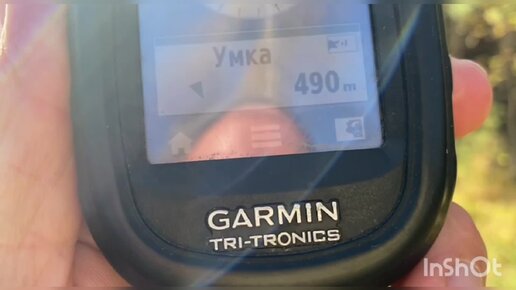 Умка
490 m
GARMIN
TRI-TRONICS
InShOt